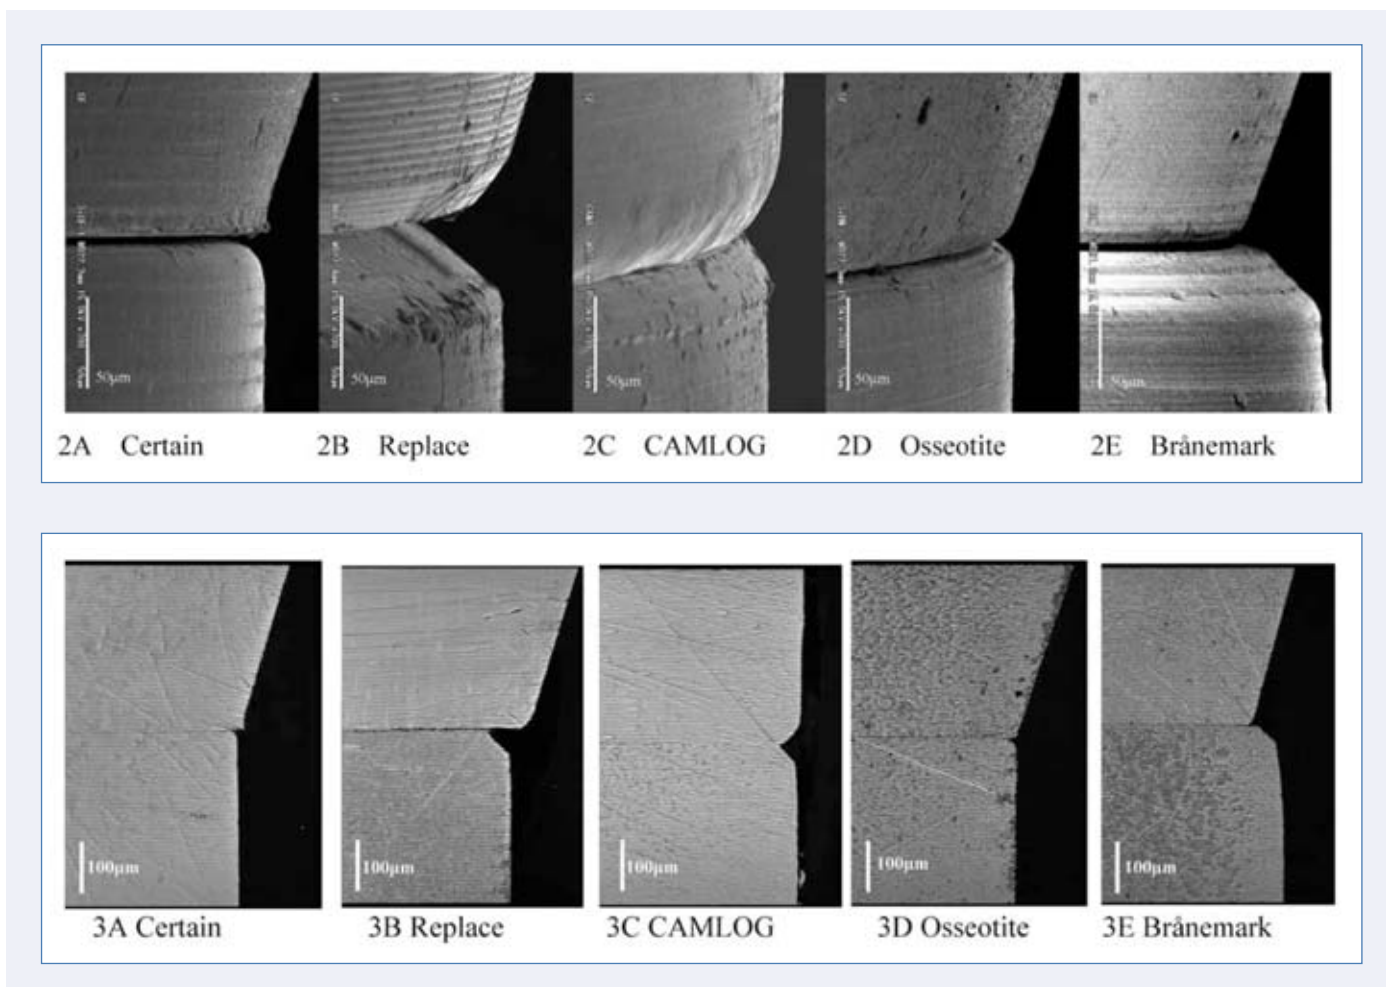 50μm
50μm
50μm
50μm
50μm
2A Certain
2B Replace
2C CAMLOG
2D Osseotite
2E Brånemark
100μm
100μm
100μm
100μm
100μm
3A Certain
3B Replace
3C CAMLOG
3D Osseotite
3E Brånemark